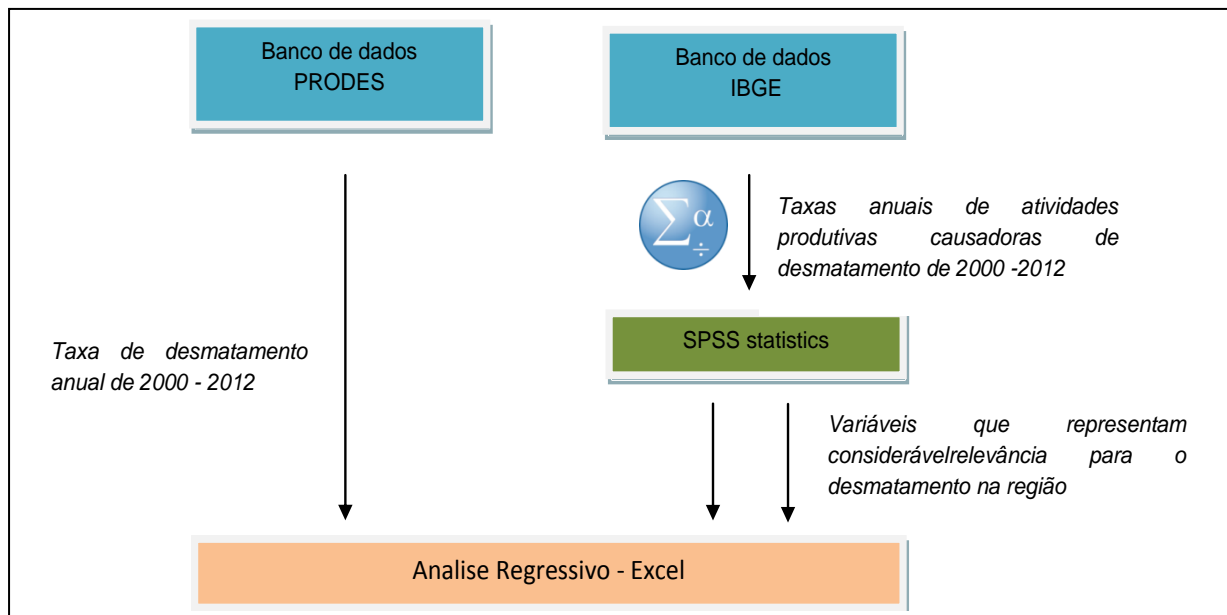 Banco de dados
PRODES
Banco de dados
IBGE
Σ α ÷
Taxas anuais de atividades
produtivas causadoras de
desmatamento de 2000 -2012
SPSS statistics
Taxa de desmatamento
anual de 2000 - 2012
Variáveis que representam
considerávelrelevância para o
desmatamento na região
Analise Regressivo - Excel